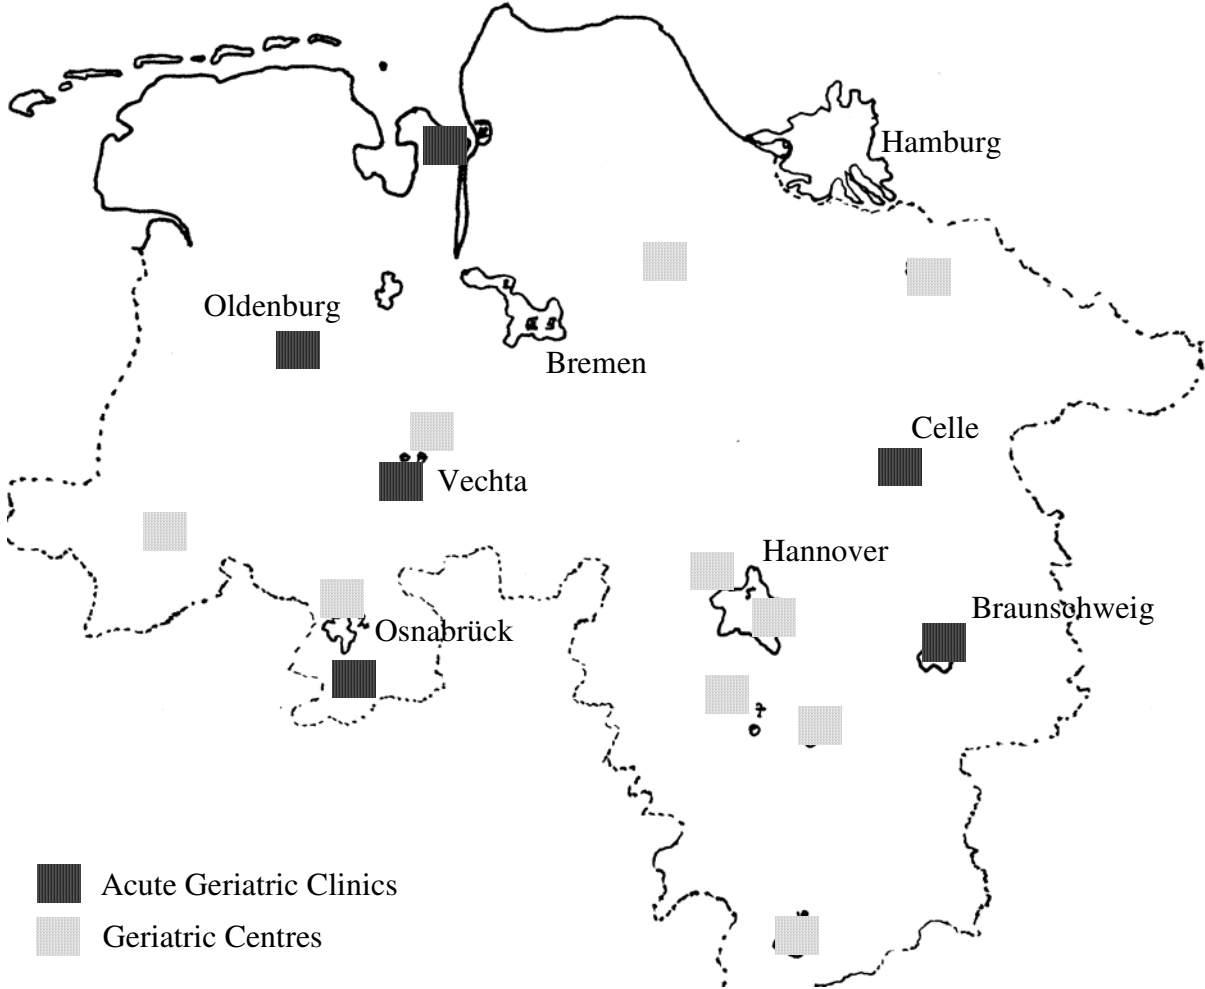 Hamburg
Oldenburg
Bremen
Celle
Vechta
Hannover
Braunschweig
Osnabrück
Acute Geriatric Clinics
Geriatric Centres